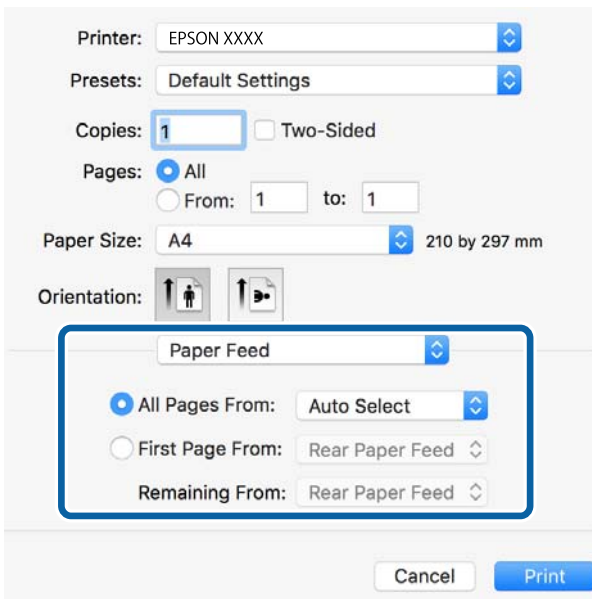 Printer: EPSON XXXX
Presets: Default Settings
Copies: 1 Two-Sided
Pages: All
From: 1 to: 1
Paper Size: A4 210 by 297 mm
Orientation:
Paper Feed
All Pages From: Auto Select
First Page From: Rear Paper Feed
Remaining From: Rear Paper Feed
Cancel Print